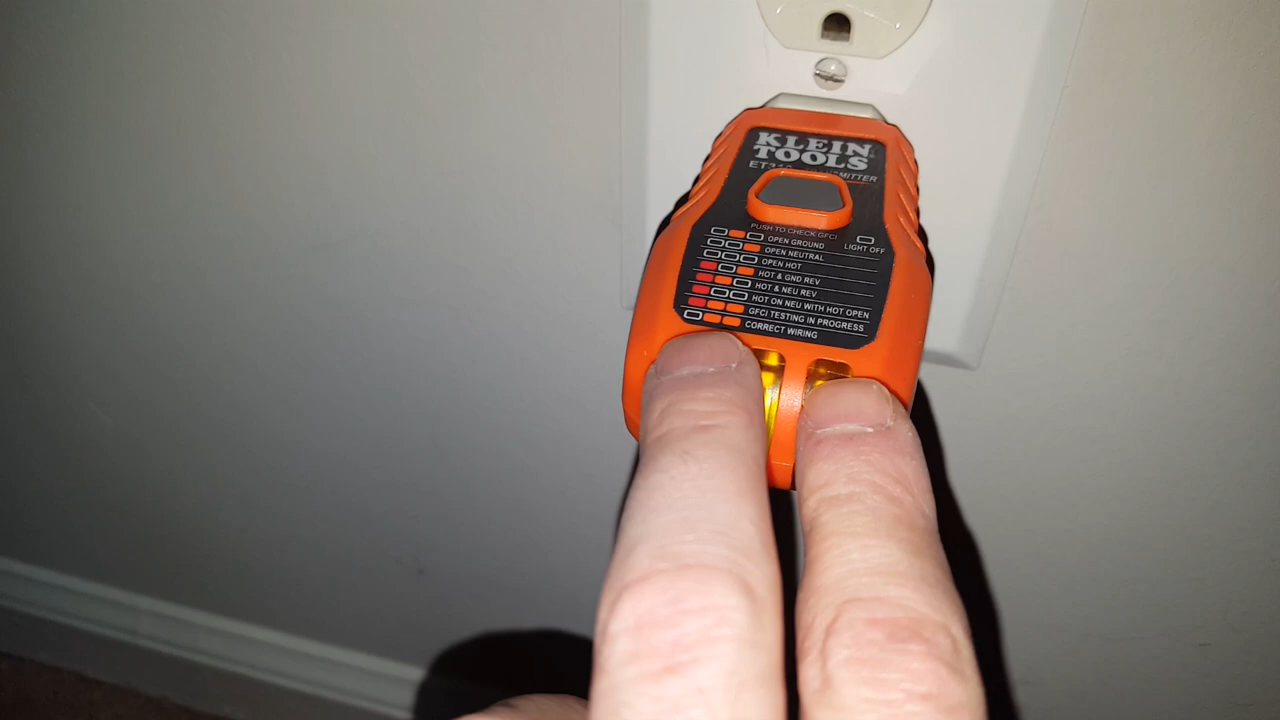 KLEIN
TOOLS
PUSH TO CHECK GFCI
LIGHT OFF
OPEN GROUND
OPEN NEUTRAL
OPEN HOT
HOT & GND REV
HOT & NEU REV
HOT ON NEU WITH HOT OPEN
GFCI TESTING IN PROGRESS
CORRECT WIRING